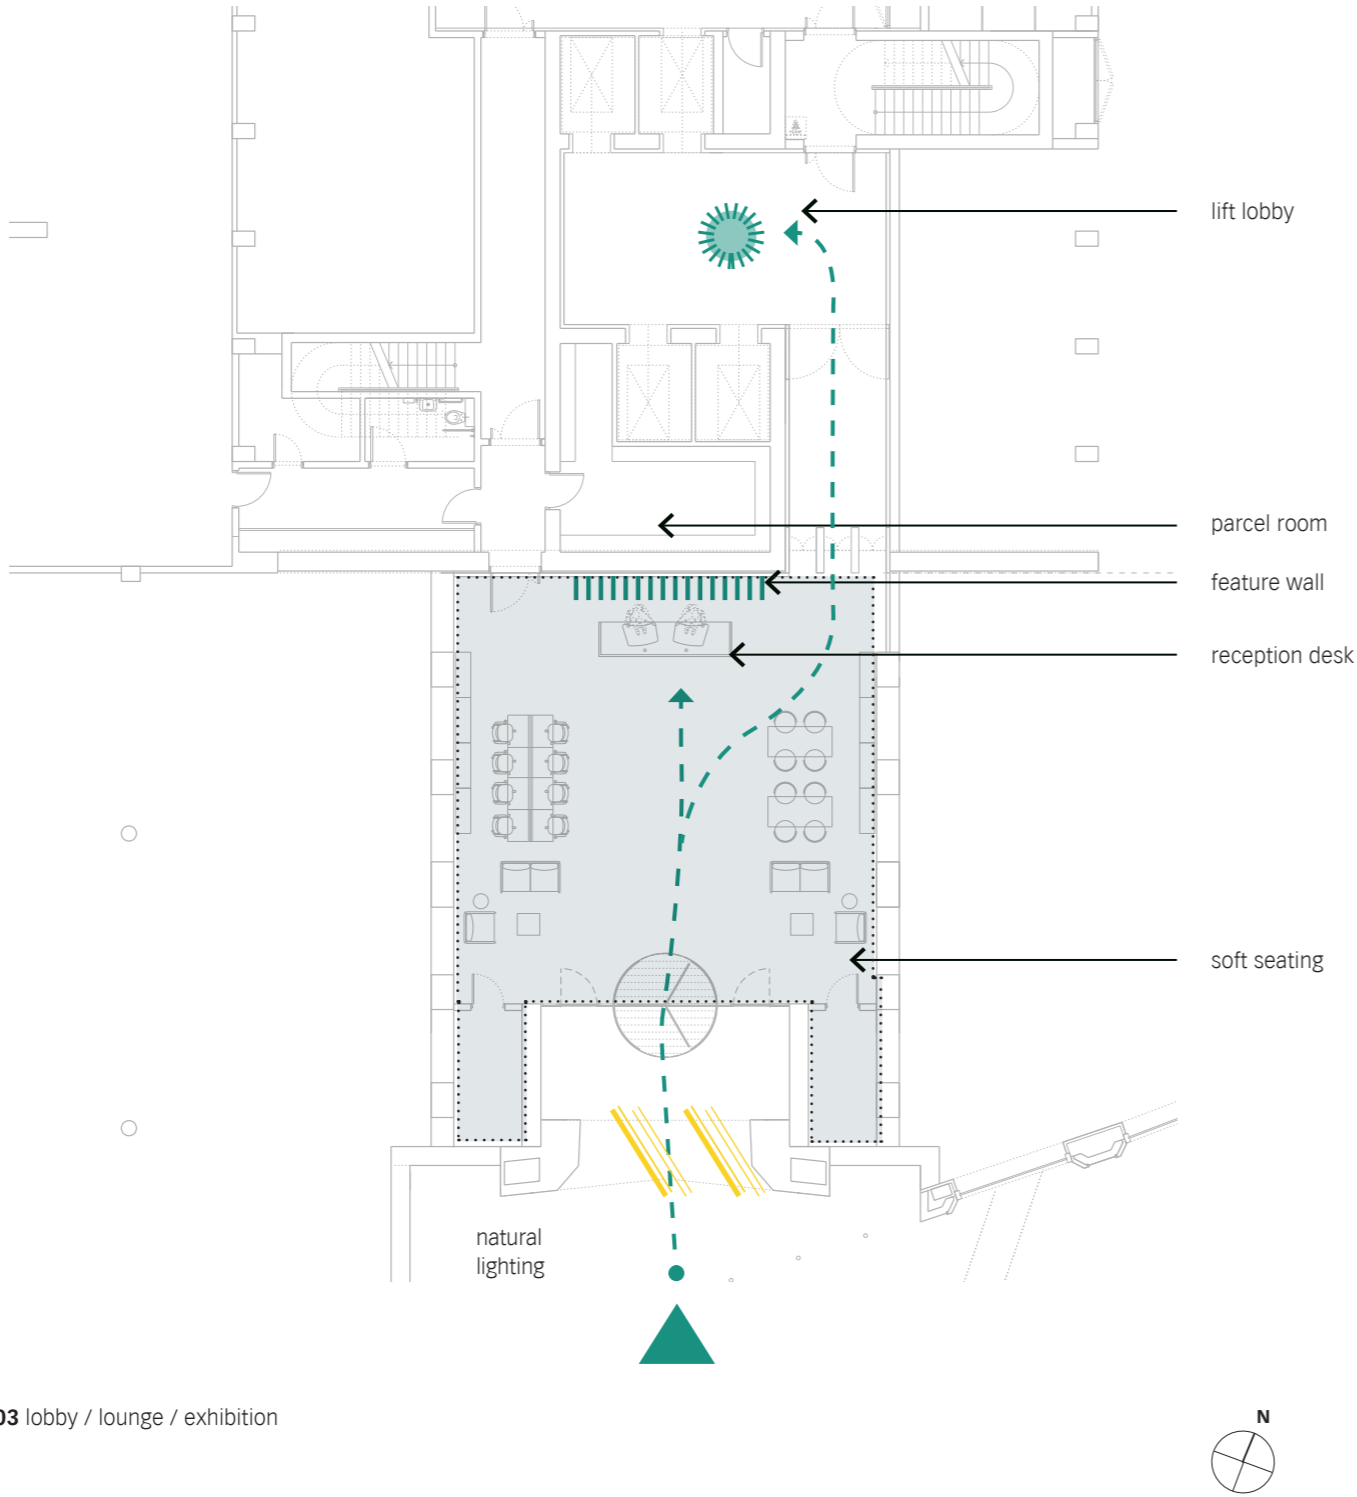 lift lobby
parcel room
feature wall
reception desk
soft seating
natural
lighting
03 lobby / lounge / exhibition
N